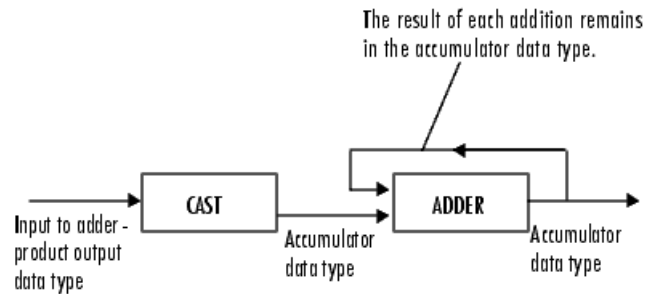 The result of each addition remains
in the accumulator data type.
CAST
ADDER
Input to adder -
product output
data type
Accumulator
data type
Accumulator
data type